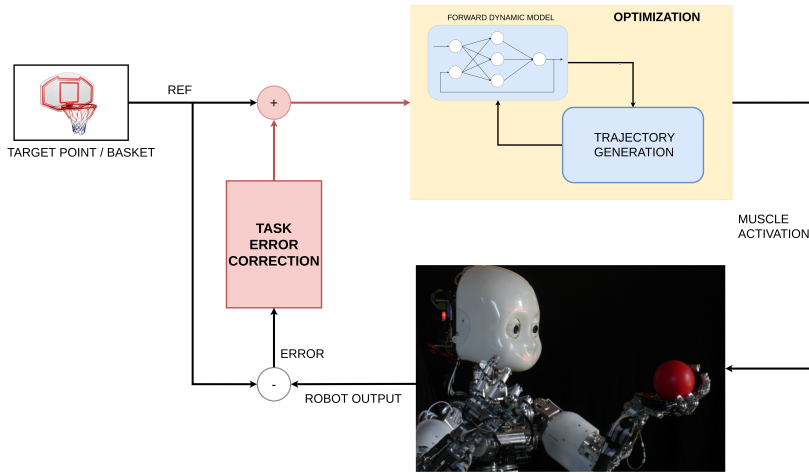 FORWARD DYNAMIC MODEL
OPTIMIZATION
REF
+
TARGET POINT / BASKET
TRAJECTORY
GENERATION
TASK
ERROR
CORRECTION
MUSCLE
ACTIVATION
ERROR
-
ROBOT OUTPUT